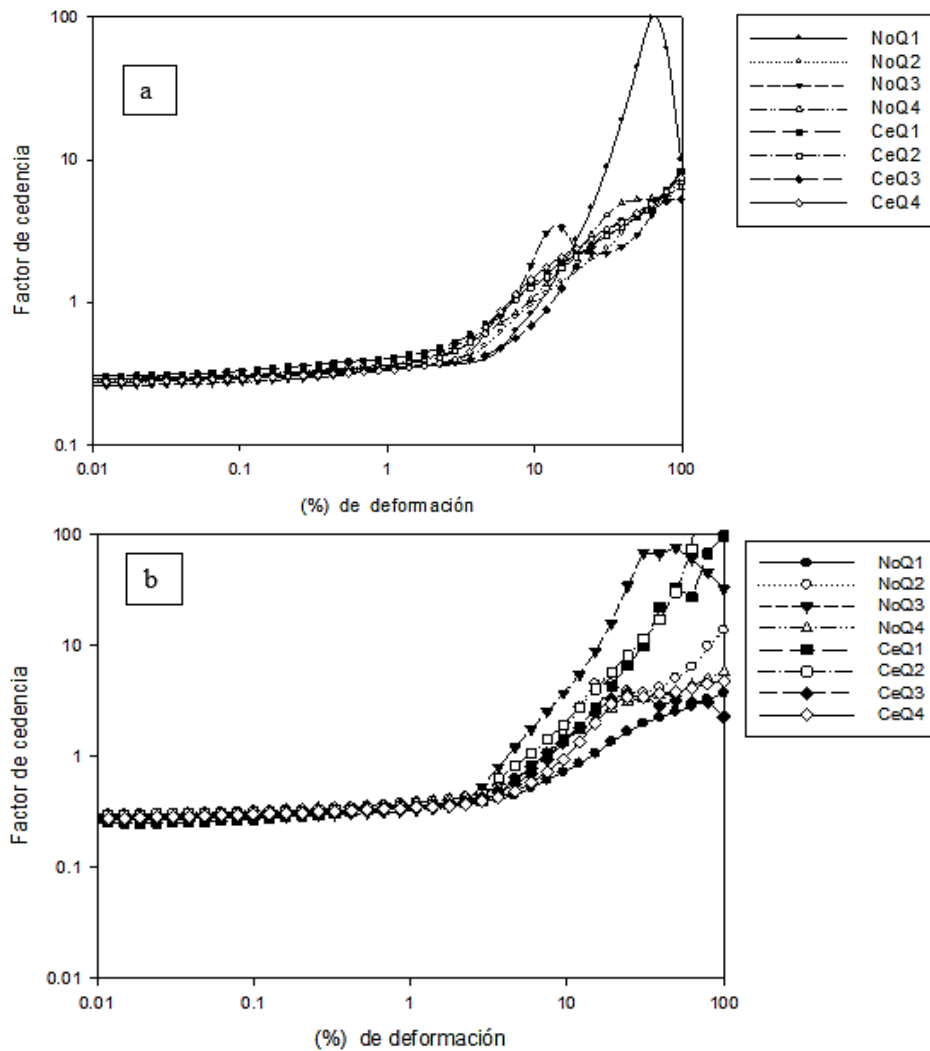 100
10
1
0.1
0.01
0.1
1
10
100
Factor de cedencia
(%) de deformación
a
NoQ1
NoQ2
NoQ3
NoQ4
CeQ1
CeQ2
CeQ3
CeQ4
100
10
1
0.1
0.01
0.01
0.1
1
10
100
Factor de cedencia
(%) de deformación
b
NoQ1
NoQ2
NoQ3
NoQ4
CeQ1
CeQ2
CeQ3
CeQ4